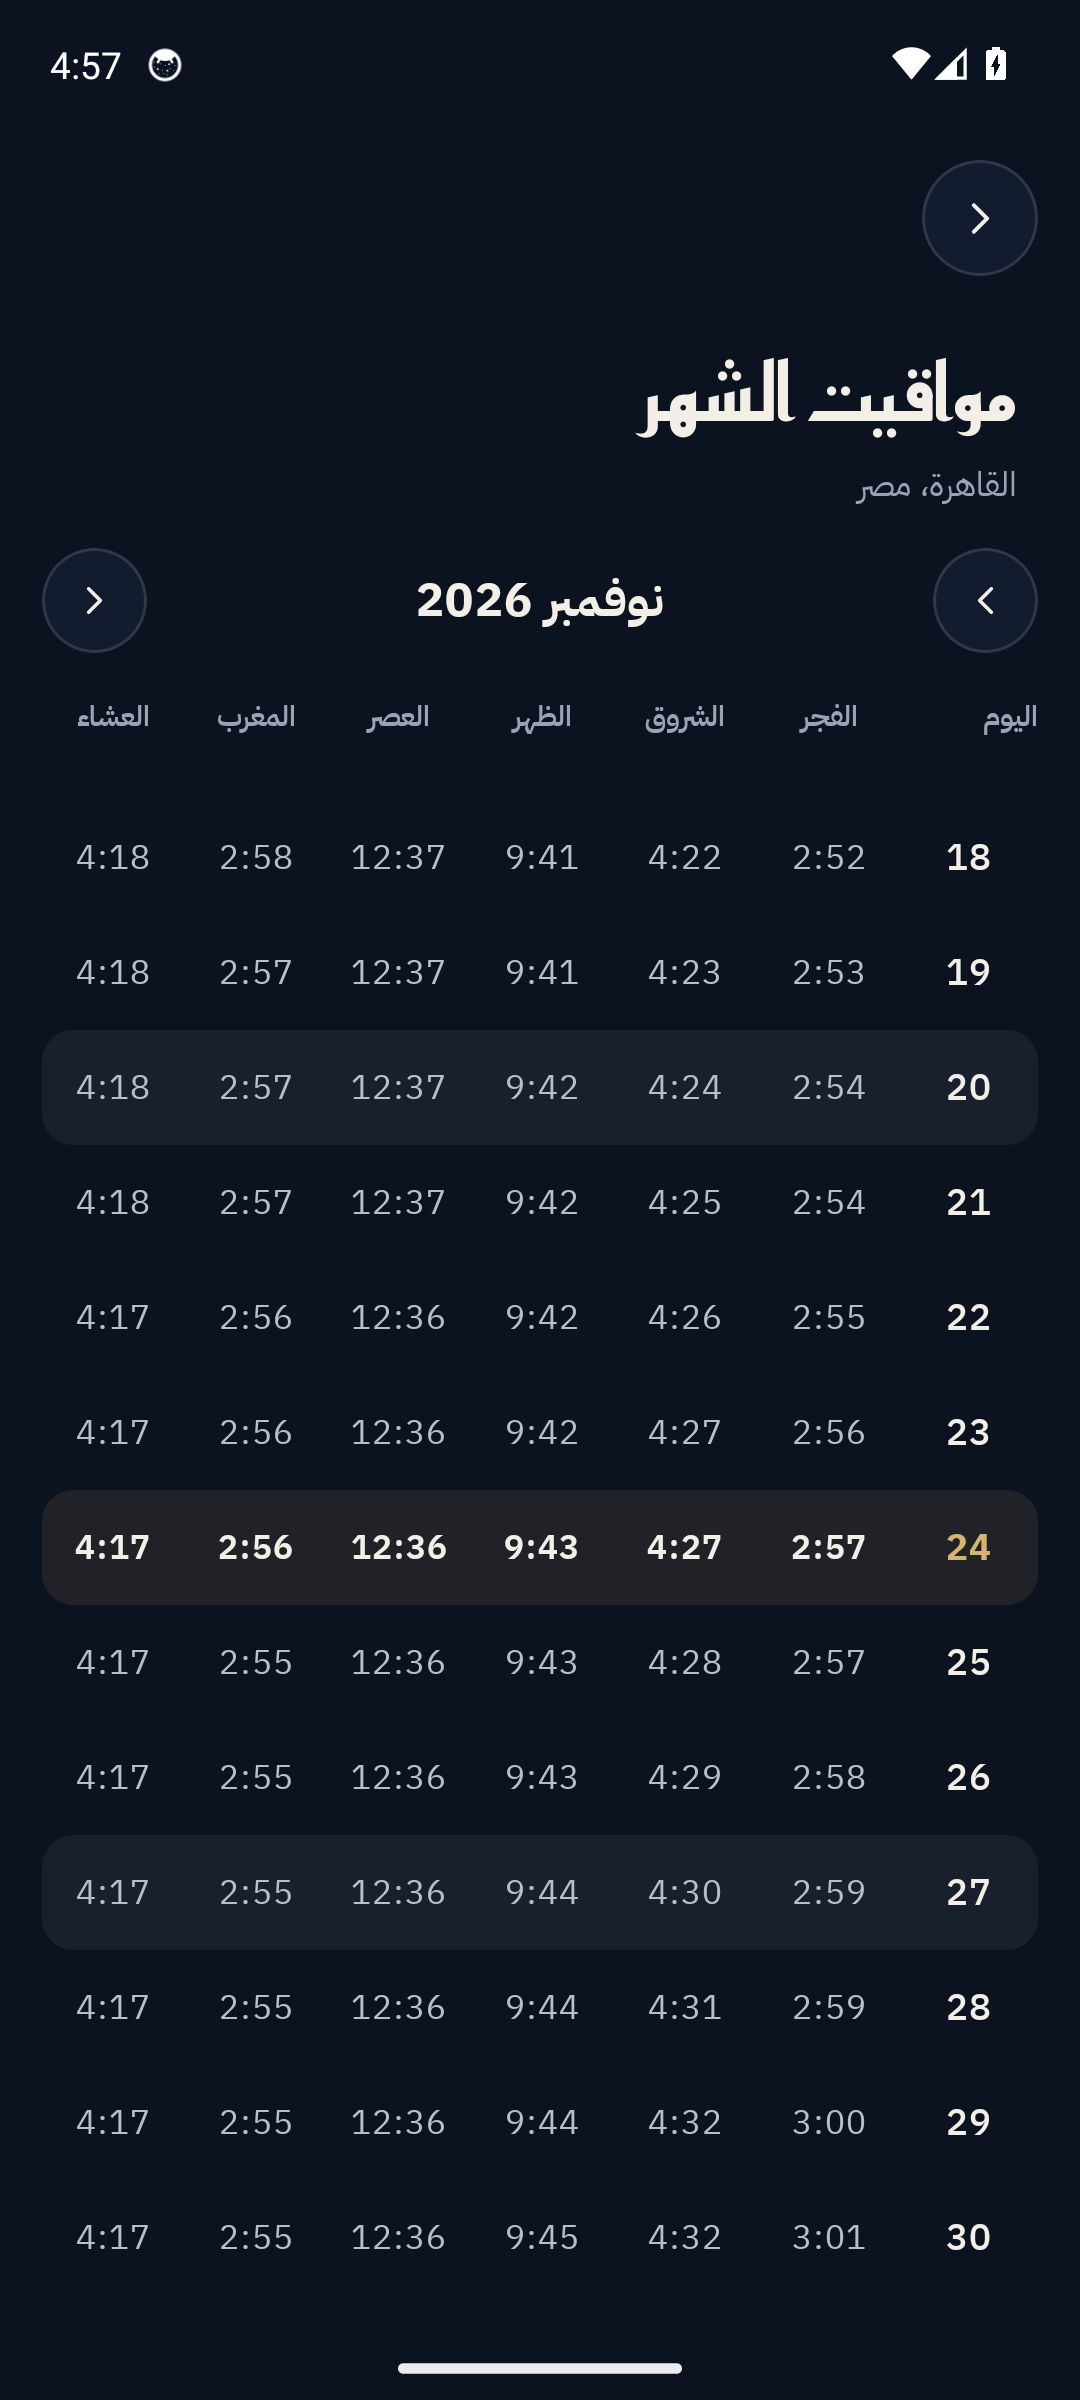 4:57
مواقيت الشهر
القاهرة، مصر
نوفمبر 2026
اليوم الفجر الشروق الظهر العصر المغرب العشاء
18 2:52 4:22 9:41 12:37 2:58 4:18
19 2:53 4:23 9:41 12:37 2:57 4:18
20 2:54 4:24 9:42 12:37 2:57 4:18
21 2:54 4:25 9:42 12:37 2:57 4:18
22 2:55 4:26 9:42 12:36 2:56 4:17
23 2:56 4:27 9:42 12:36 2:56 4:17
24 2:57 4:27 9:43 12:36 2:56 4:17
25 2:57 4:28 9:43 12:36 2:55 4:17
26 2:58 4:29 9:43 12:36 2:55 4:17
27 2:59 4:30 9:44 12:36 2:55 4:17
28 2:59 4:31 9:44 12:36 2:55 4:17
29 3:00 4:32 9:44 12:36 2:55 4:17
30 3:01 4:32 9:45 12:36 2:55 4:17